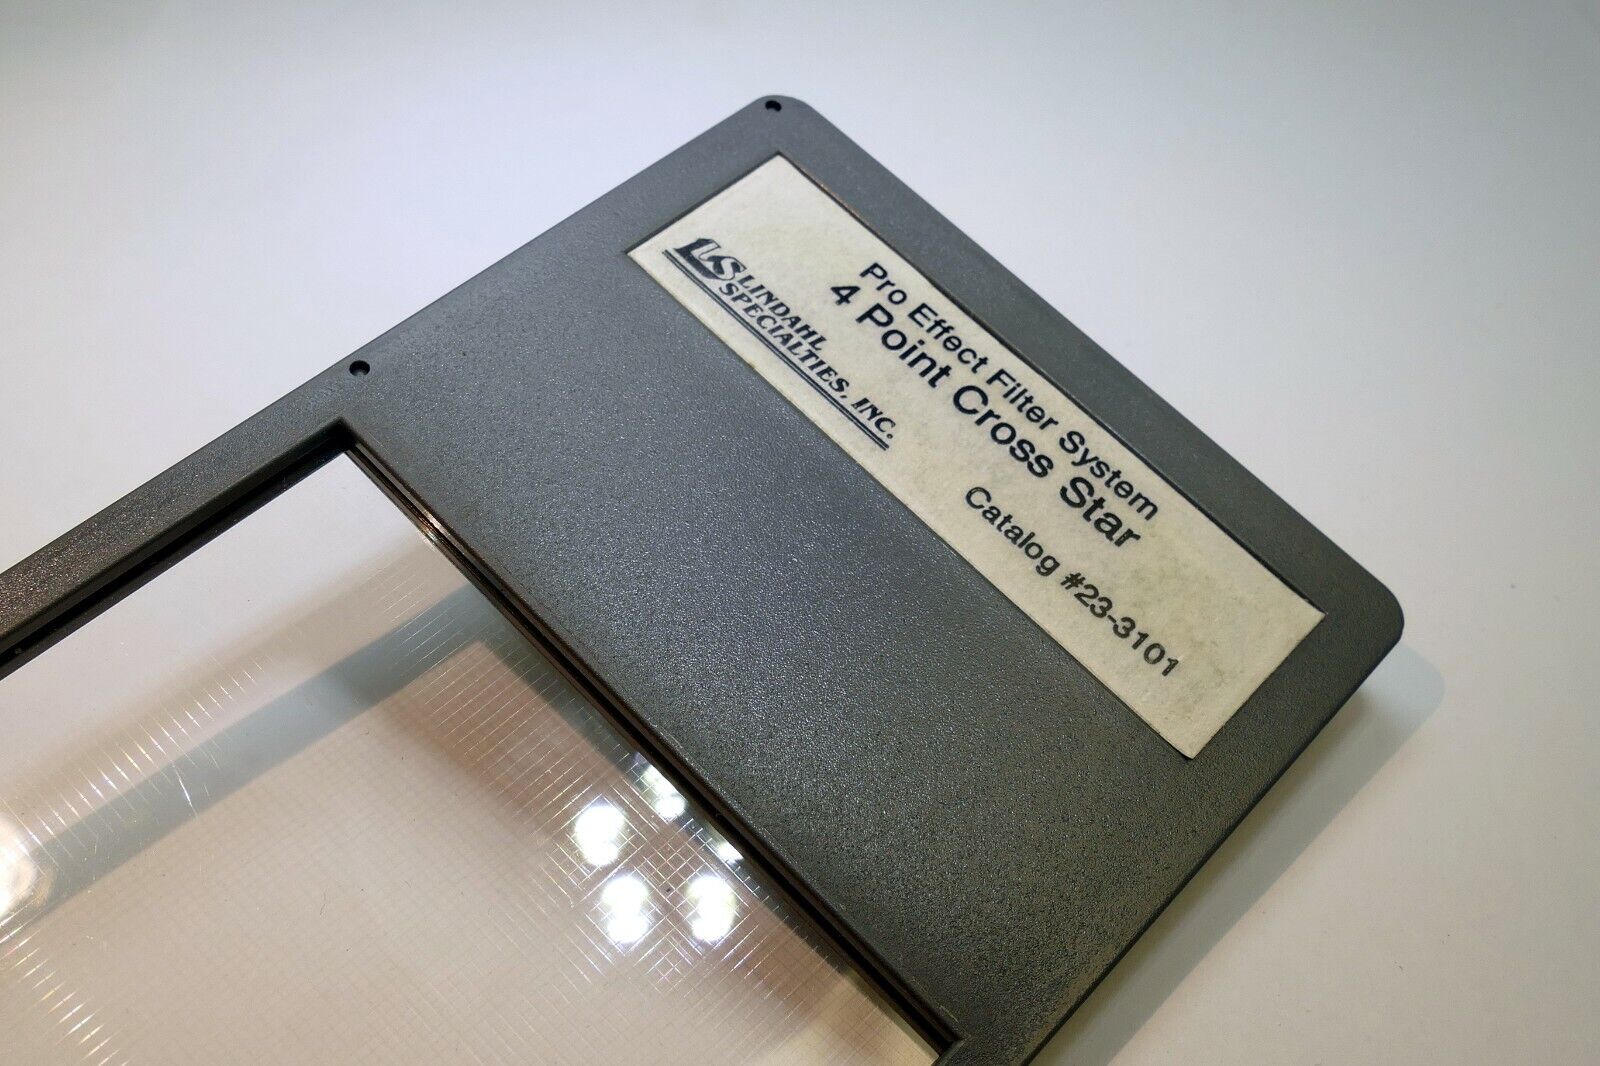 Pro Effect Filter System
4 Point Cross Star
LS LINDAHL
SPECIALTIES, INC.
Catalog #23-3101